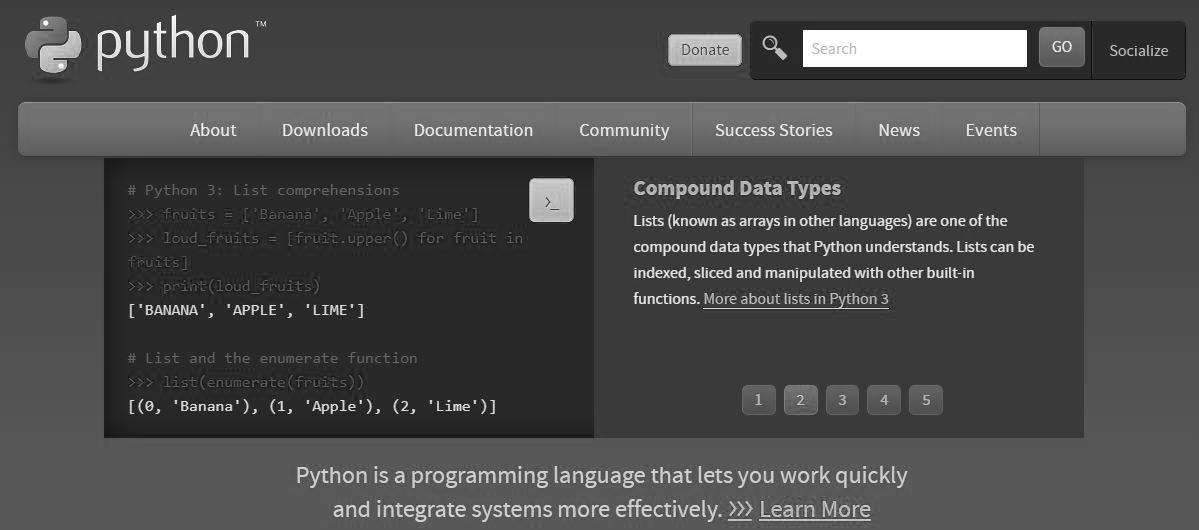 python™
Donate
Search
GO
Socialize
About Downloads Documentation Community Success Stories News Events
# Python 3: List comprehensions
>>> fruits = ['Banana', 'Apple', 'Lime']
>>> loud_fruits = [fruit.upper() for fruit in
fruits]
>>> print(loud_fruits)
['BANANA', 'APPLE', 'LIME']
# List and the enumerate function
>>> list(enumerate(fruits))
[(0, 'Banana'), (1, 'Apple'), (2, 'Lime')]
>_
Compound Data Types
Lists (known as arrays in other languages) are one of the
compound data types that Python understands. Lists can be
indexed, sliced and manipulated with other built-in
functions. More about lists in Python 3
1 2 3 4 5
Python is a programming language that lets you work quickly
and integrate systems more effectively. >>> Learn More